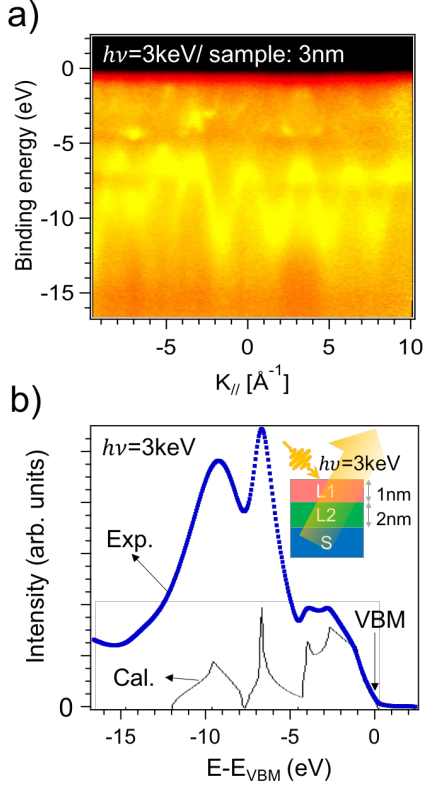 a)
hν=3keV/ sample: 3nm
Binding energy (eV)
0
-5
-10
-15
-5
0
5
10
K// [Å-1]
b)
hν=3keV
hν=3keV
L1
1nm
L2
2nm
S
Exp.
VBM
Cal.
Intensity (arb. units)
0
-15
-10
-5
0
E-EVBM (eV)